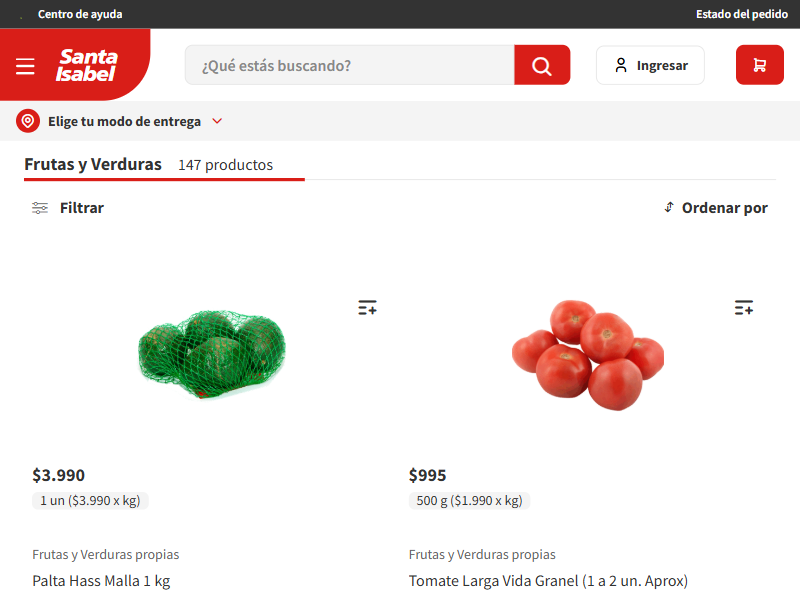 Centro de ayuda
Estado del pedido
Santa
Isabel
¿Qué estás buscando?
Ingresar
Elige tu modo de entrega
Frutas y Verduras 147 productos
Filtrar
Ordenar por
$3.990
1 un ($3.990 x kg)
Frutas y Verduras propias
Palta Hass Malla 1 kg
$995
500 g ($1.990 x kg)
Frutas y Verduras propias
Tomate Larga Vida Granel (1 a 2 un. Aprox)